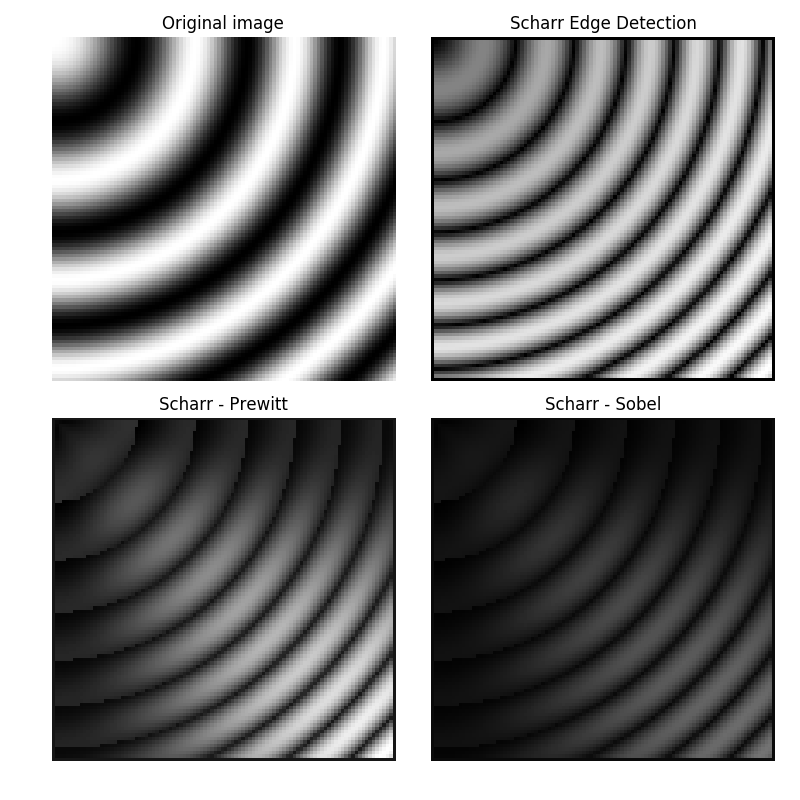 Original image
Scharr Edge Detection
Scharr - Prewitt
Scharr - Sobel